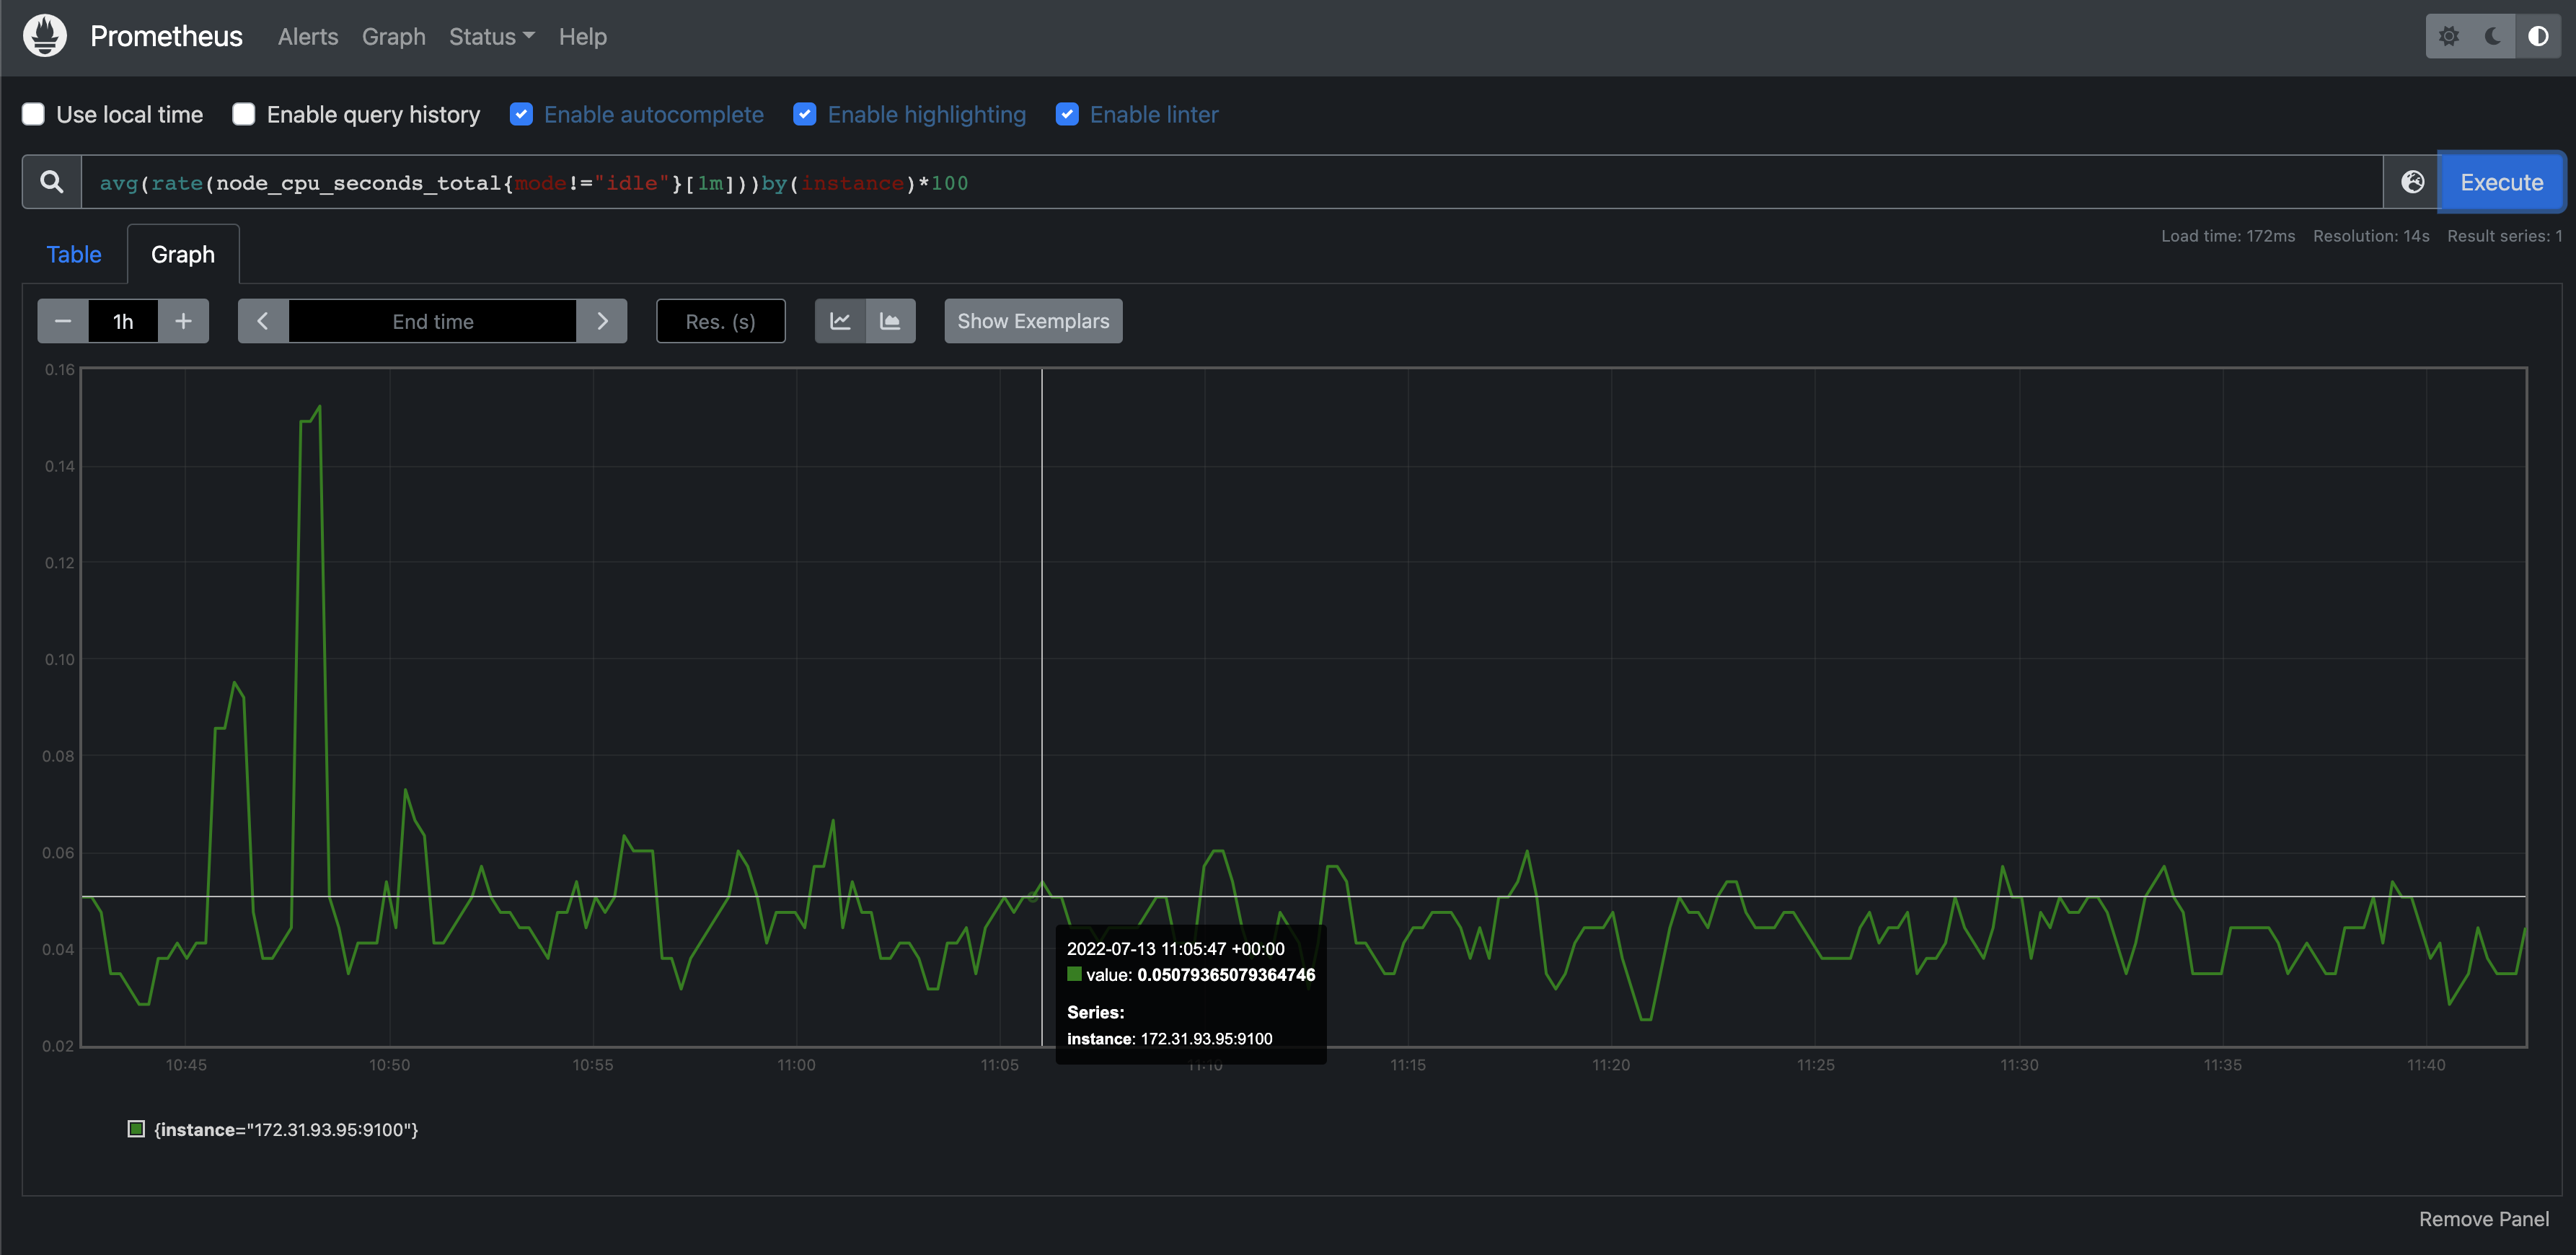 Prometheus Alerts Graph Status Help
Use local time Enable query history Enable autocomplete Enable highlighting Enable linter
avg(rate(node_cpu_seconds_total{mode!="idle"}[1m]))by(instance)*100
Execute
Load time: 172ms Resolution: 14s Result series: 1
Table Graph
1h End time Res. (s) Show Exemplars
0.16
0.14
0.12
0.10
0.08
0.06
0.04
0.02
2022-07-13 11:05:47 +00:00
value: 0.05079365079364746
Series:
instance: 172.31.93.95:9100
10:45 10:50 10:55 11:00 11:05 11:10 11:15 11:20 11:25 11:30 11:35 11:40
{instance="172.31.93.95:9100"}
Remove Panel